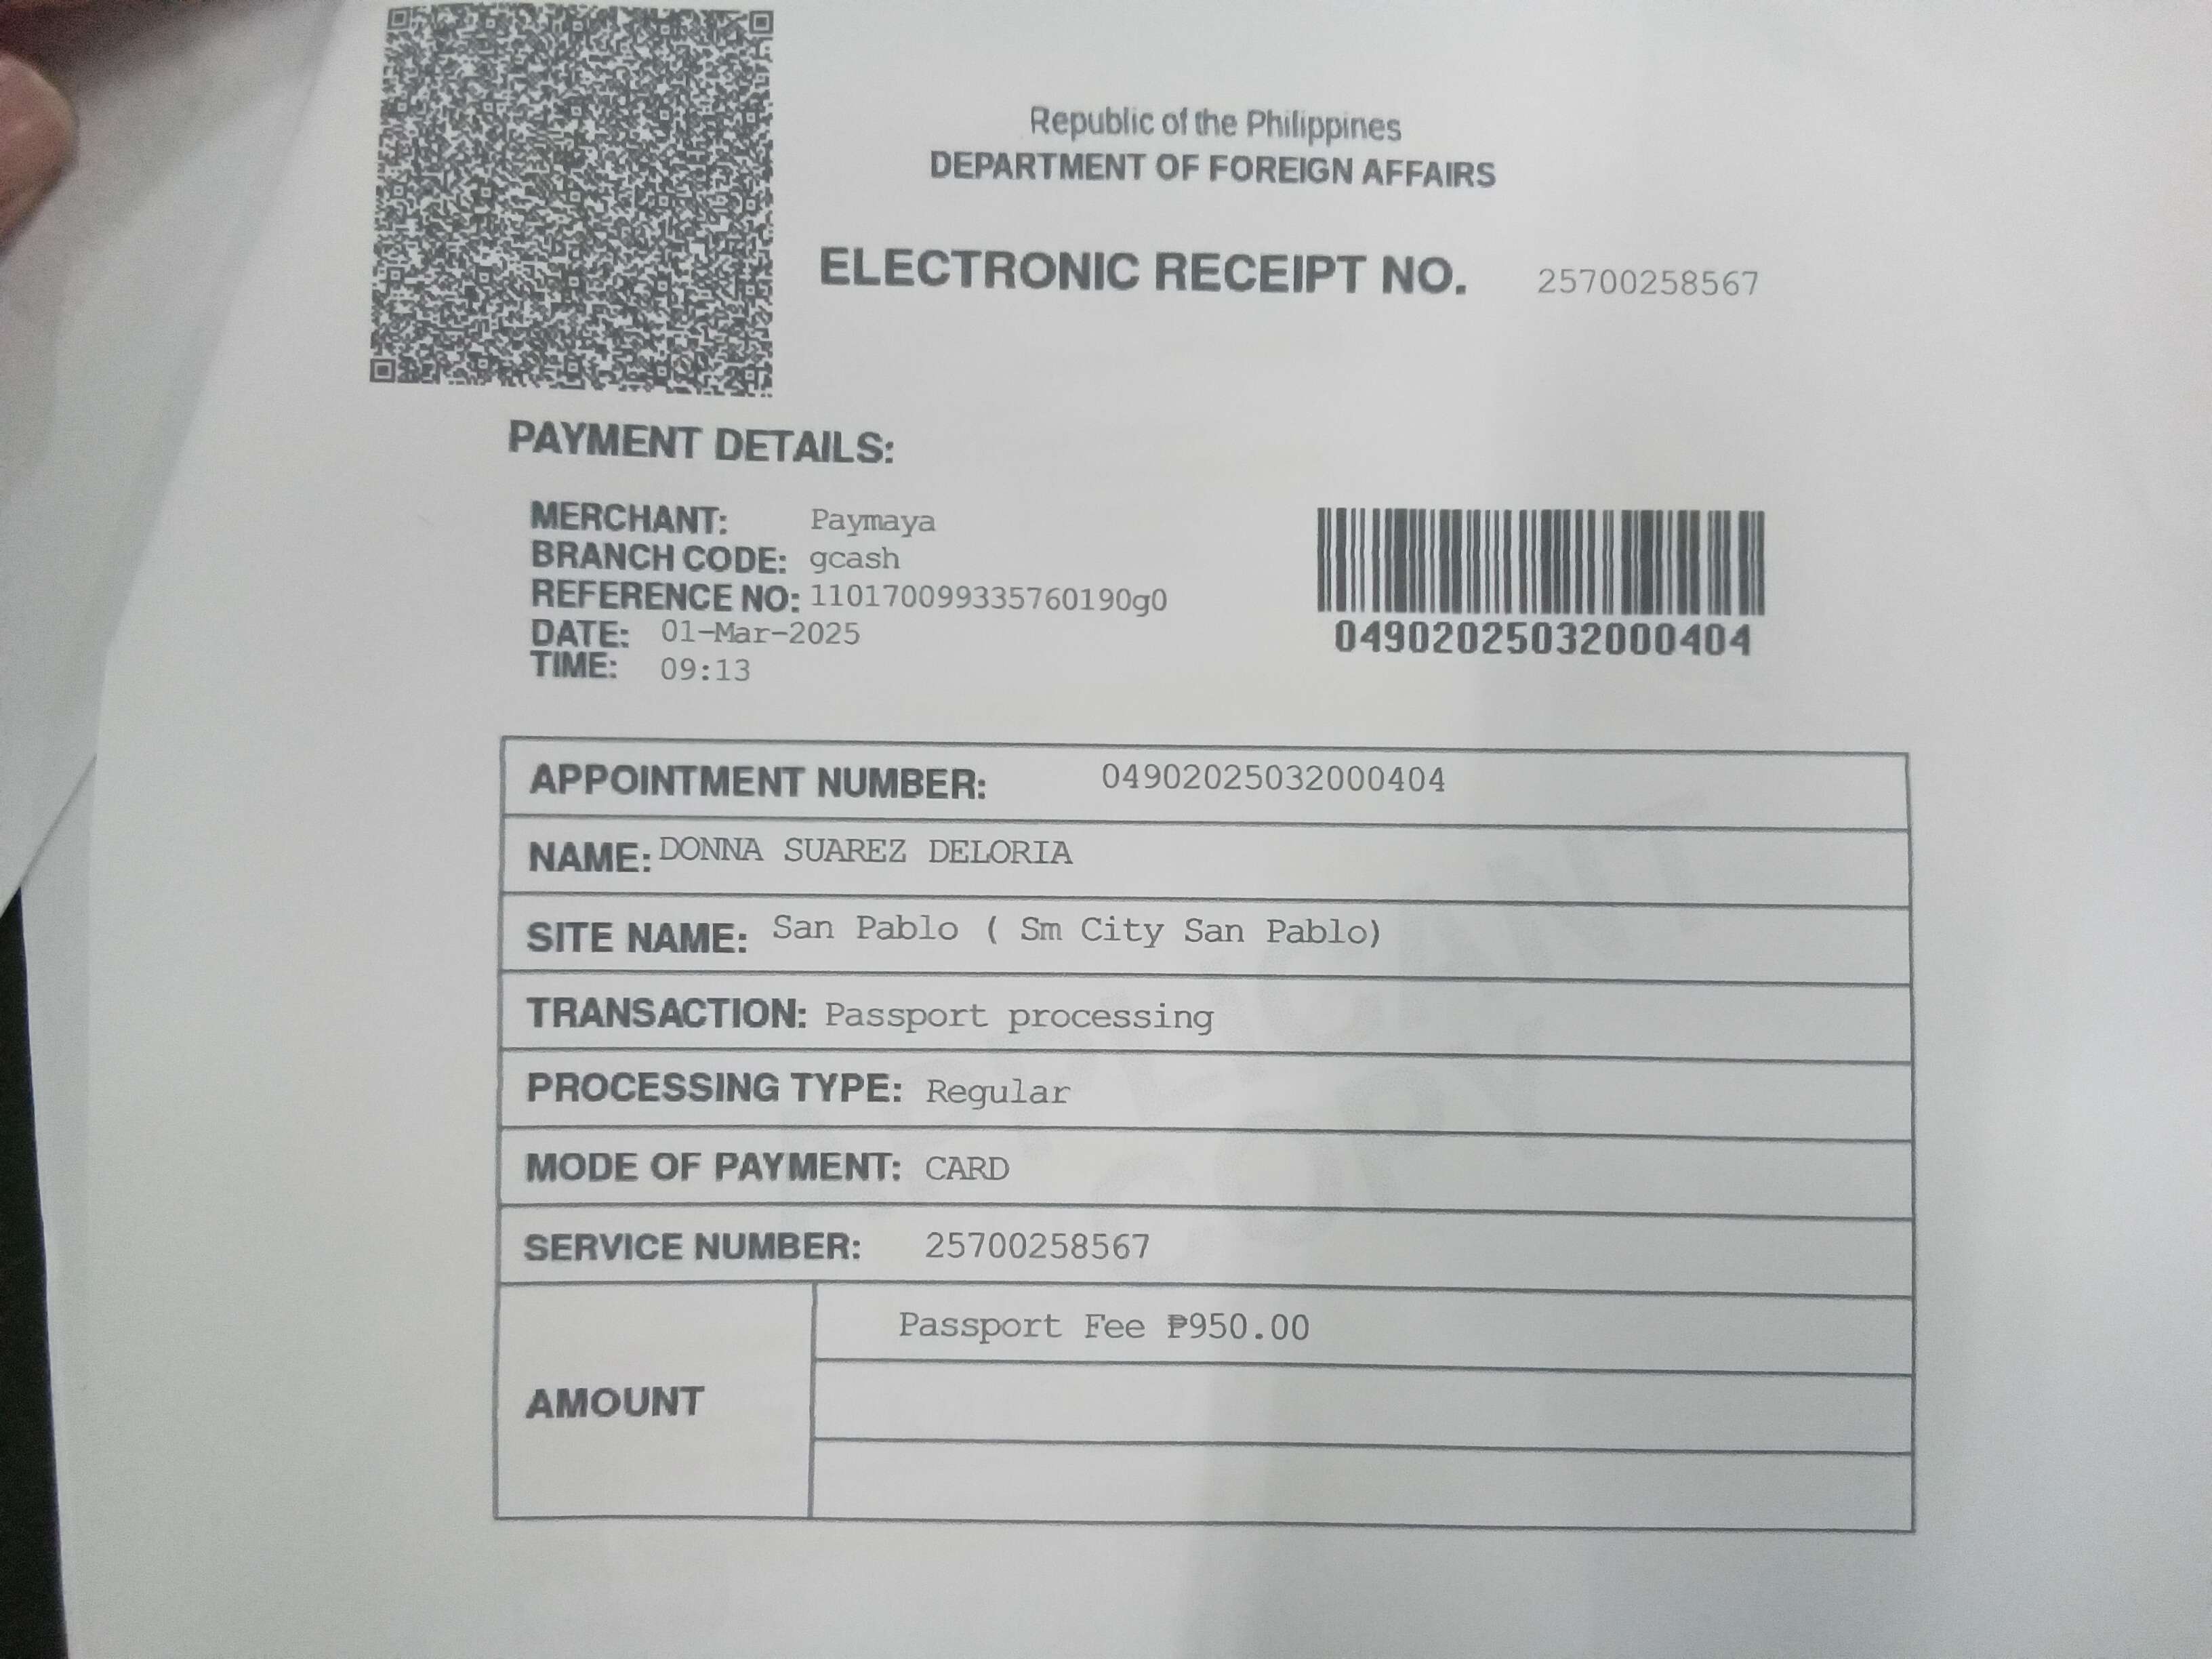 Republic of the Philippines
DEPARTMENT OF FOREIGN AFFAIRS
ELECTRONIC RECEIPT NO. 25700258567
PAYMENT DETAILS:
MERCHANT: Paymaya
BRANCH CODE: gcash
REFERENCE NO: 110170099335760190g0
DATE: 01-Mar-2025
TIME: 09:13
04902025032000404
APPOINTMENT NUMBER: 04902025032000404
NAME: DONNA SUAREZ DELORIA
SITE NAME: San Pablo ( Sm City San Pablo)
TRANSACTION: Passport processing
PROCESSING TYPE: Regular
MODE OF PAYMENT: CARD
SERVICE NUMBER: 25700258567
AMOUNT
Passport Fee ₱950.00
APPLICANT
COPY